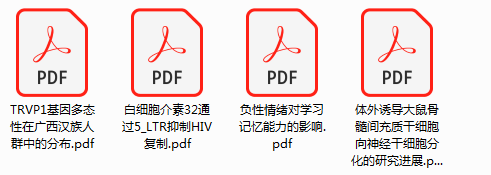 PDF
PDF
PDF
PDF
TRVP1基因多态
性在广西汉族人
群中的分布.pdf
白细胞介素32通
过5_LTR抑制HIV
复制.pdf
负性情绪对学习
记忆能力的影响.
pdf
体外诱导大鼠骨
髓间充质干细胞
向神经干细胞分
化的研究进展.p...